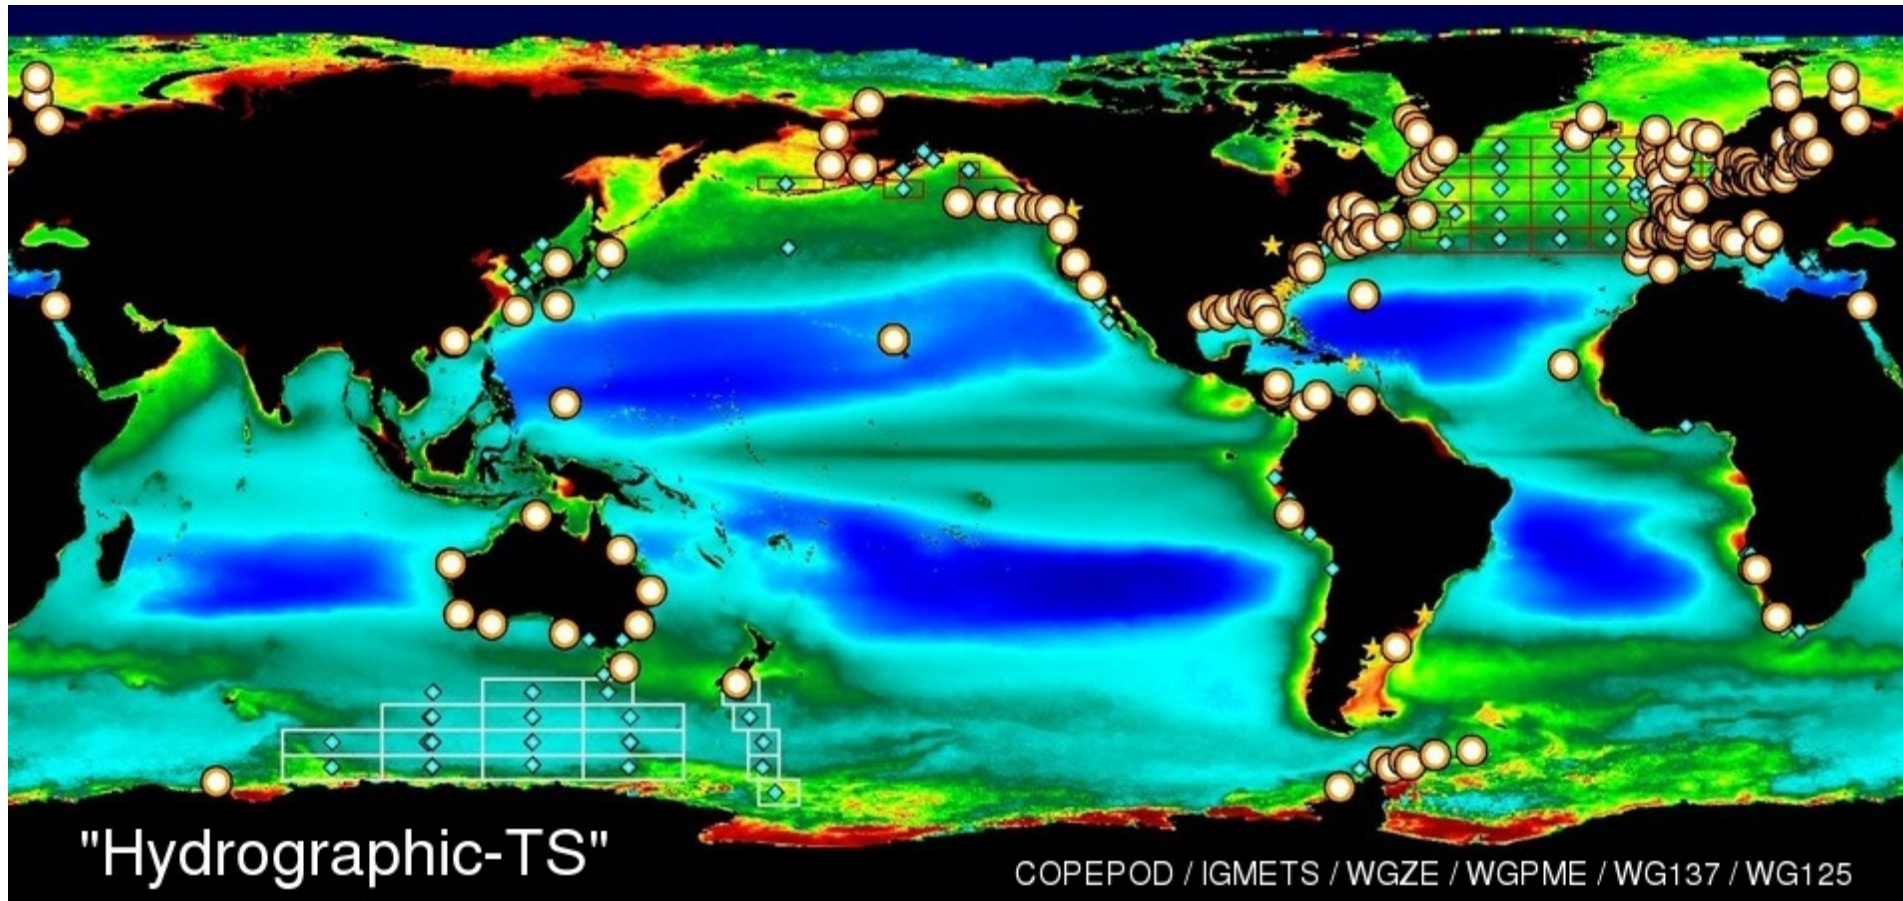 "Hydrographic-TS"
COPEPOD / IGMETS / WGZE / WGPME / WG137 / WG125